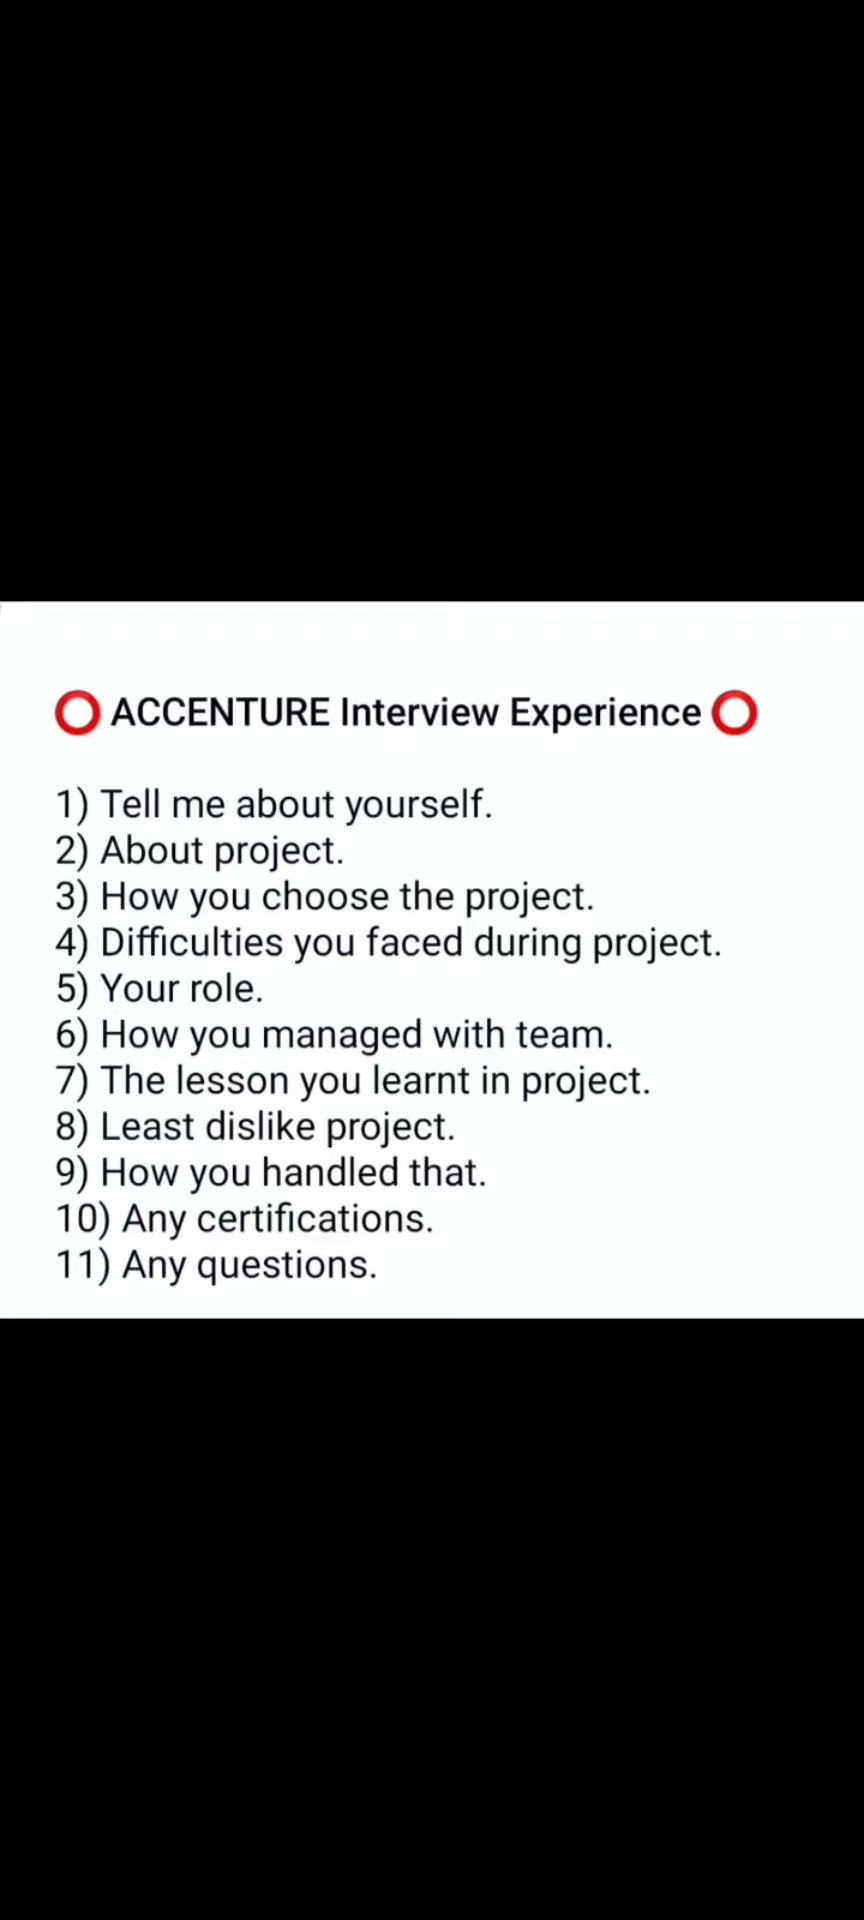 ⭕ ACCENTURE Interview Experience ⭕
1) Tell me about yourself.
2) About project.
3) How you choose the project.
4) Difficulties you faced during project.
5) Your role.
6) How you managed with team.
7) The lesson you learnt in project.
8) Least dislike project.
9) How you handled that.
10) Any certifications.
11) Any questions.